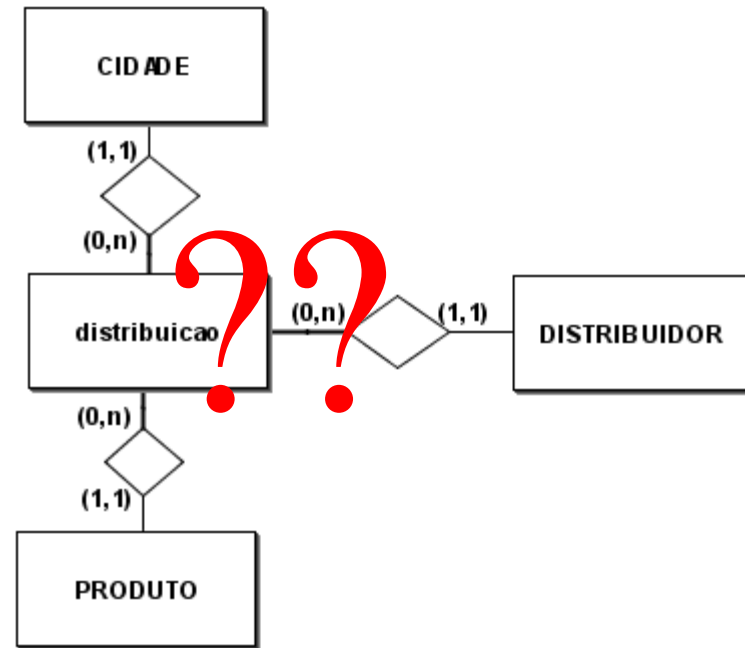 CIDADE
(1,1)
(0,n)
distribuicao
??
(0,n)
(1,1)
DISTRIBUIDOR
(0,n)
(1,1)
PRODUTO